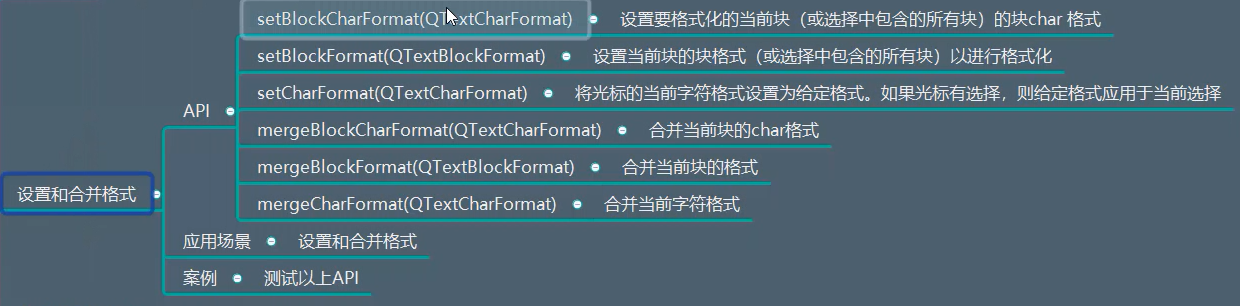 setBlockCharFormat(QTextCharFormat) 设置要格式化的当前块（或选择中包含的所有块）的块char 格式
setBlockFormat(QTextBlockFormat) 设置当前块的块格式（或选择中包含的所有块）以进行格式化
API
setCharFormat(QTextCharFormat) 将光标的当前字符格式设置为给定格式。如果光标有选择，则给定格式应用于当前选择
mergeBlockCharFormat(QTextCharFormat) 合并当前块的char格式
mergeBlockFormat(QTextBlockFormat) 合并当前块的格式
设置和合并格式
mergeCharFormat(QTextCharFormat) 合并当前字符格式
应用场景 设置和合并格式
案例 测试以上API